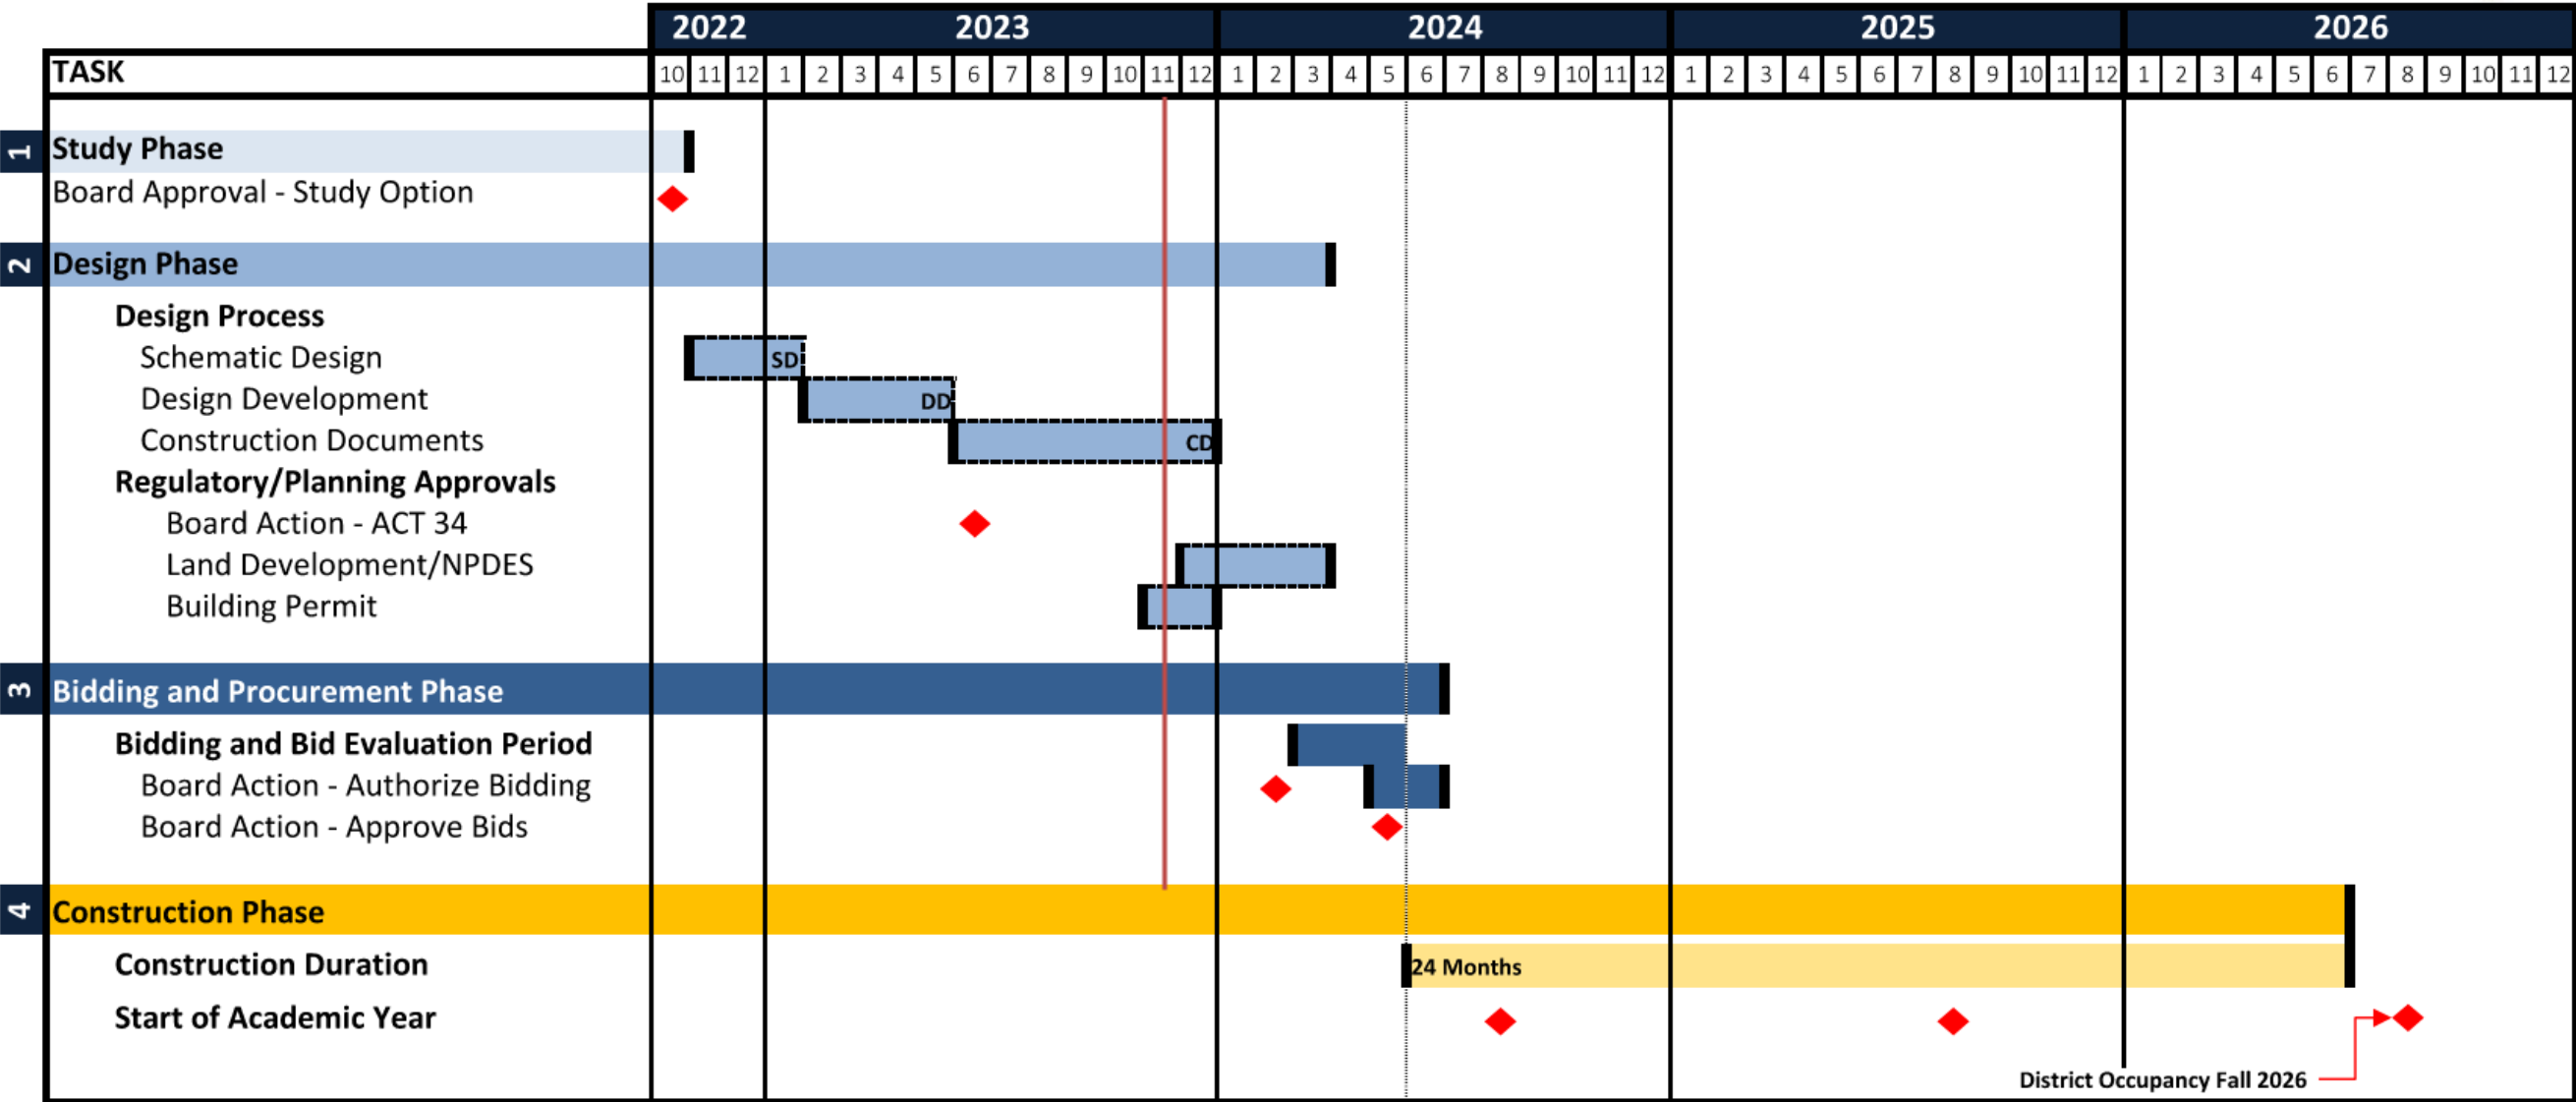 2022 2023 2024 2025 2026
TASK 10 11 12 1 2 3 4 5 6 7 8 9 10 11 12 1 2 3 4 5 6 7 8 9 10 11 12 1 2 3 4 5 6 7 8 9 10 11 12 1 2 3 4 5 6 7 8 9 10 11 12
1 Study Phase
Board Approval - Study Option
2 Design Phase
Design Process
Schematic Design SD
Design Development DD
Construction Documents CD
Regulatory/Planning Approvals
Board Action - ACT 34
Land Development/NPDES
Building Permit
3 Bidding and Procurement Phase
Bidding and Bid Evaluation Period
Board Action - Authorize Bidding
Board Action - Approve Bids
4 Construction Phase
Construction Duration 24 Months
Start of Academic Year
District Occupancy Fall 2026